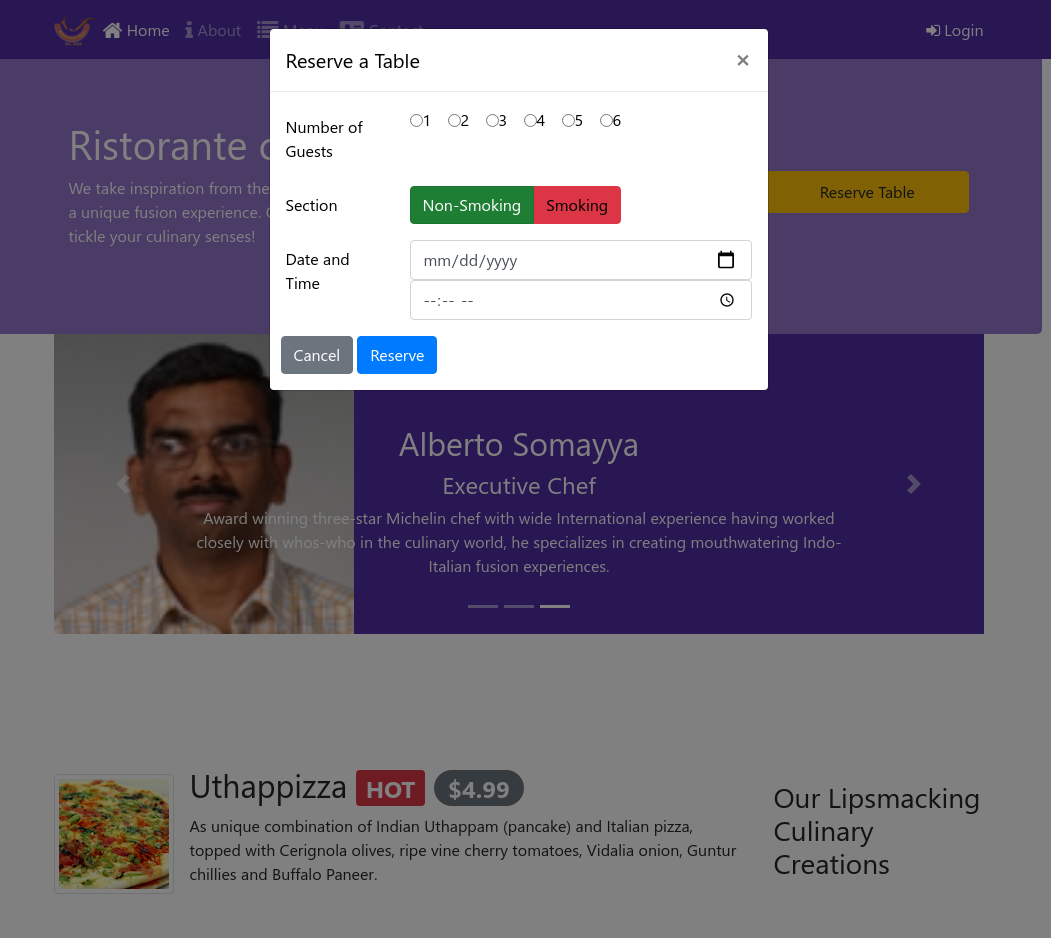 Home About Menu Contact Login
Reserve a Table ×
Number of
Guests
1 2 3 4 5 6
Section Non-Smoking Smoking
Date and
Time
mm/dd/yyyy
--:-- --
Cancel Reserve
Ristorante
We take inspiration from the
a unique fusion experience.
tickle your culinary senses!
Reserve Table
Alberto Somayya
Executive Chef
Award winning three-star Michelin chef with wide International experience having worked
closely with whos-who in the culinary world, he specializes in creating mouthwatering Indo-
Italian fusion experiences.
Uthappizza HOT $4.99
As unique combination of Indian Uthappam (pancake) and Italian pizza,
topped with Cerignola olives, ripe vine cherry tomatoes, Vidalia onion, Guntur
chillies and Buffalo Paneer.
Our Lipsmacking
Culinary
Creations